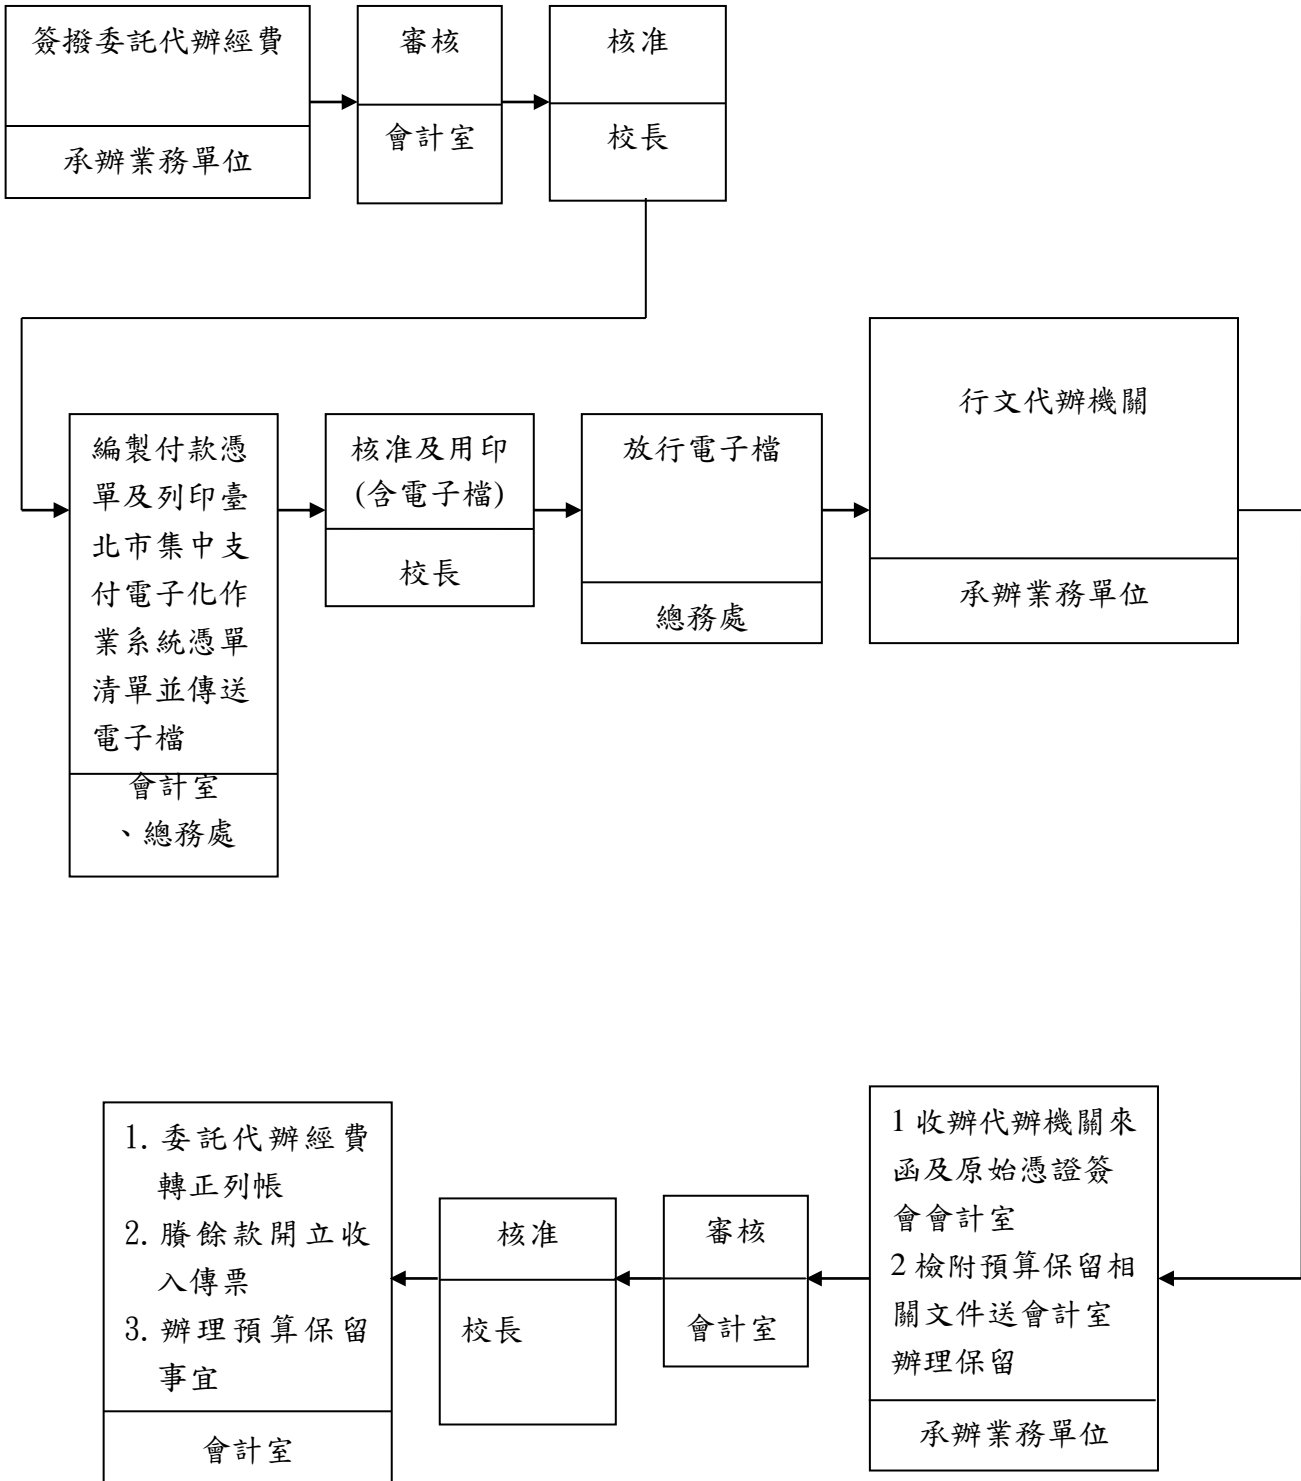 簽撥委託代辦經費
承辦業務單位
審核
會計室
核准
校長
編製付款憑
單及列印臺
北市集中支
付電子化作
業系統憑單
清單並傳送
電子檔
會計室
、總務處
核准及用印
(含電子檔)
校長
放行電子檔
總務處
行文代辦機關
承辦業務單位
1 收辦代辦機關來
函及原始憑證簽
會會計室
2 檢附預算保留相
關文件送會計室
辦理保留
承辦業務單位
審核
會計室
核准
校長
1. 委託代辦經費
轉正列帳
2. 賸餘款開立收
入傳票
3. 辦理預算保留
事宜
會計室